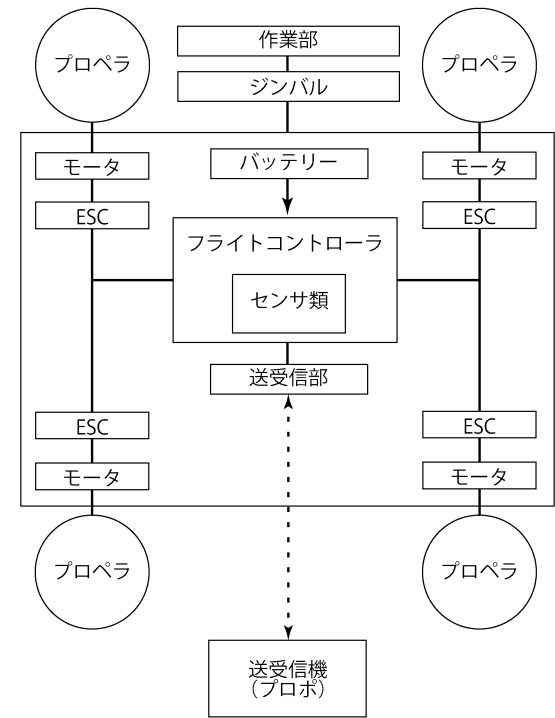 プロペラ
作業部
プロペラ
ジンバル
モータ
バッテリー
モータ
ESC
ESC
フライトコントローラ
センサ類
送受信部
ESC
ESC
モータ
モータ
プロペラ
プロペラ
送受信機
（プロポ）